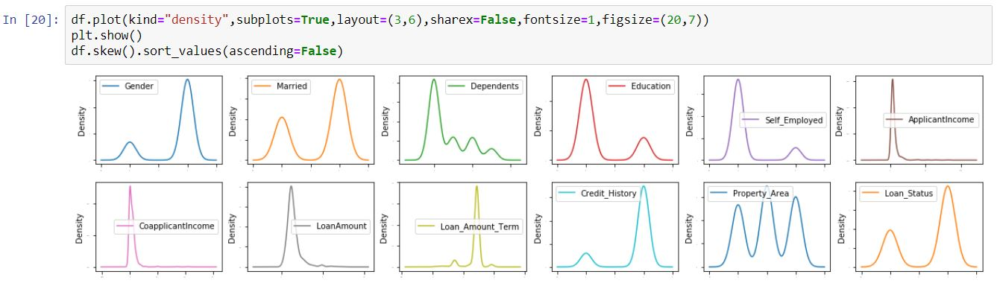 In [20]: df.plot(kind="density",subplots=True,layout=(3,6),sharex=False,fontsize=1,figsize=(20,7))
plt.show()
df.skew().sort_values(ascending=False)
Density Gender
Density Married
Density Dependents
Density Education
Density Self_Employed
Density ApplicantIncome
Density CoapplicantIncome
Density LoanAmount
Density Loan_Amount_Term
Density Credit_History
Density Property_Area
Density Loan_Status